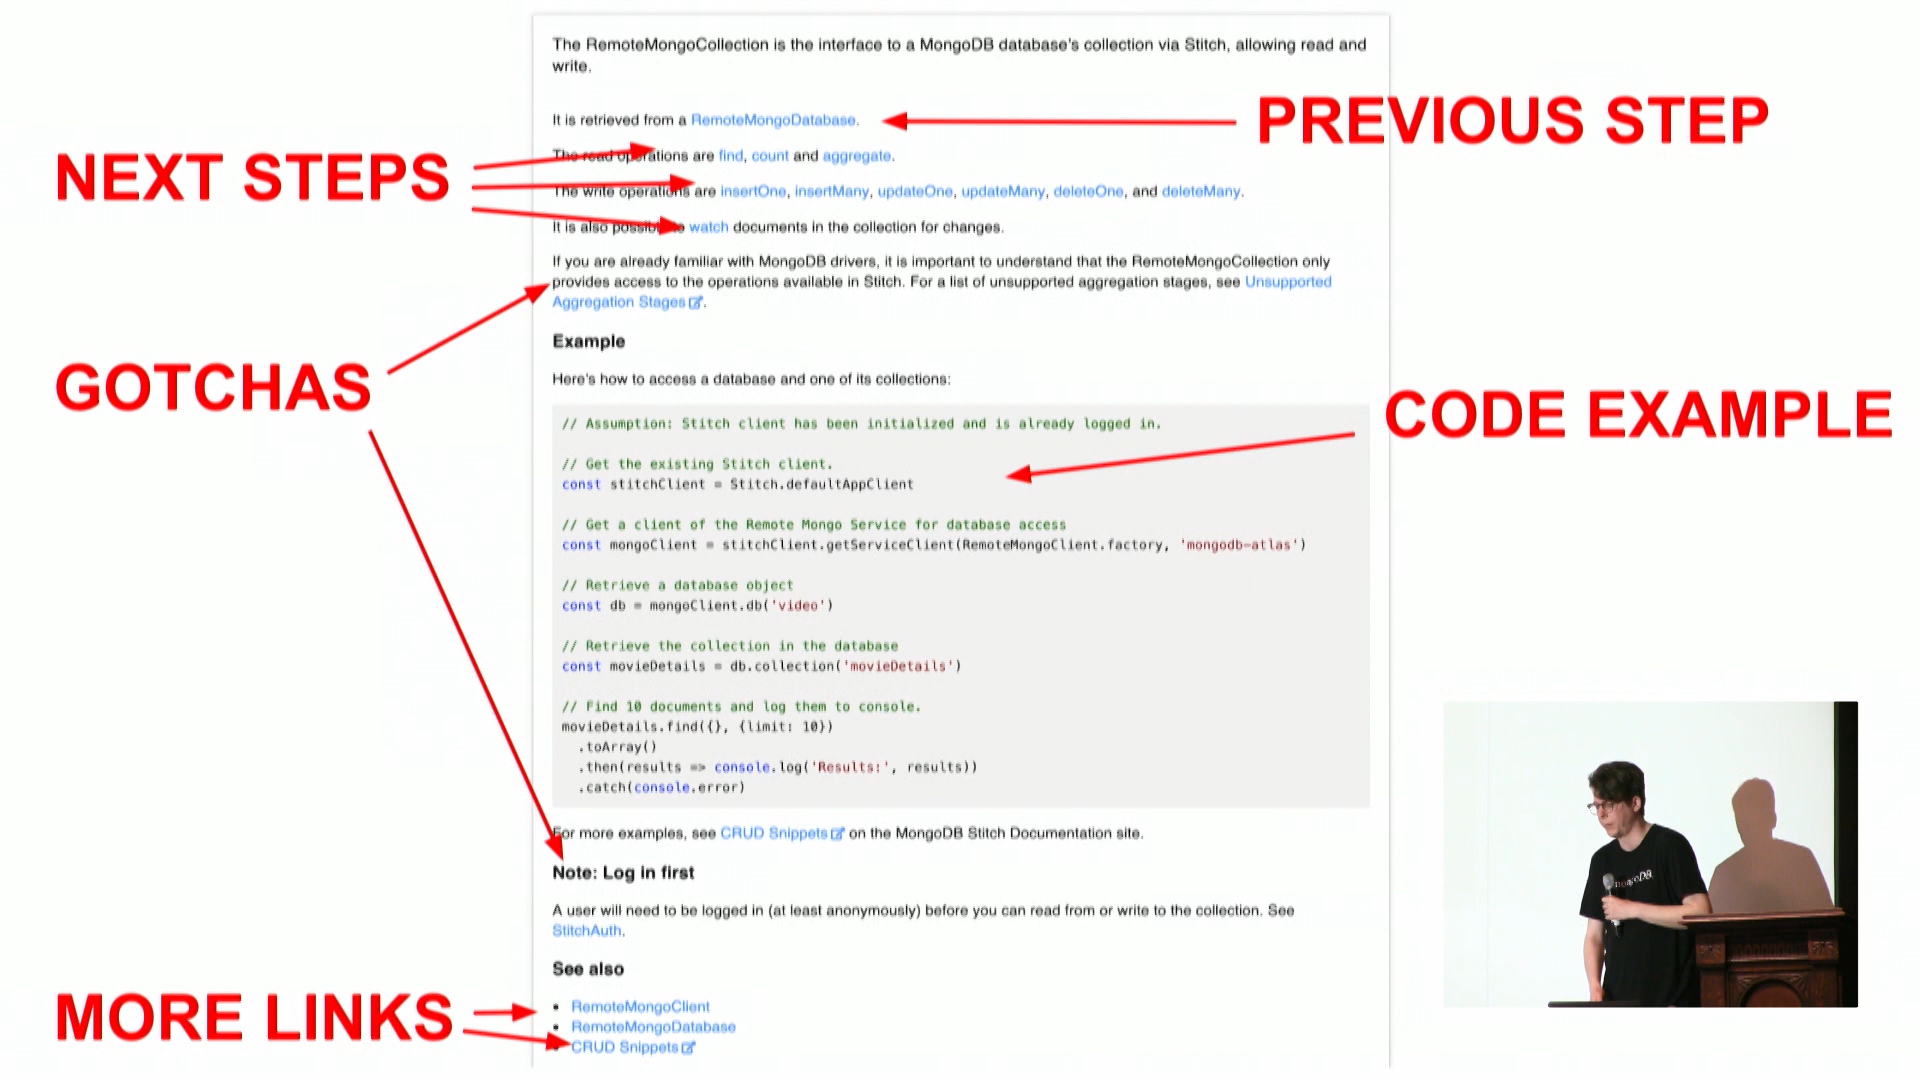 The RemoteMongoCollection is the interface to a MongoDB database's collection via Stitch, allowing read and
write.
It is retrieved from a RemoteMongoDatabase.
PREVIOUS STEP
NEXT STEPS
The read operations are find, count and aggregate.
The write operations are insertOne, insertMany, updateOne, updateMany, deleteOne, and deleteMany.
It is also possible to watch documents in the collection for changes.
If you are already familiar with MongoDB drivers, it is important to understand that the RemoteMongoCollection only
provides access to the operations available in Stitch. For a list of unsupported aggregation stages, see Unsupported
Aggregation Stages.
GOTCHAS
Example
Here's how to access a database and one of its collections:
CODE EXAMPLE
// Assumption: Stitch client has been initialized and is already logged in.
// Get the existing Stitch client.
const stitchClient = Stitch.defaultAppClient
// Get a client of the Remote Mongo Service for database access
const mongoClient = stitchClient.getServiceClient(RemoteMongoClient.factory, 'mongodb-atlas')
// Retrieve a database object
const db = mongoClient.db('video')
// Retrieve the collection in the database
const movieDetails = db.collection('movieDetails')
// Find 10 documents and log them to console.
movieDetails.find({}, {limit: 10})
.toArray()
.then(results => console.log('Results:', results))
.catch(console.error)
For more examples, see CRUD Snippets on the MongoDB Stitch Documentation site.
Note: Log in first
A user will need to be logged in (at least anonymously) before you can read from or write to the collection. See
StitchAuth.
See also
MORE LINKS
RemoteMongoClient
RemoteMongoDatabase
CRUD Snippets
mongoDB